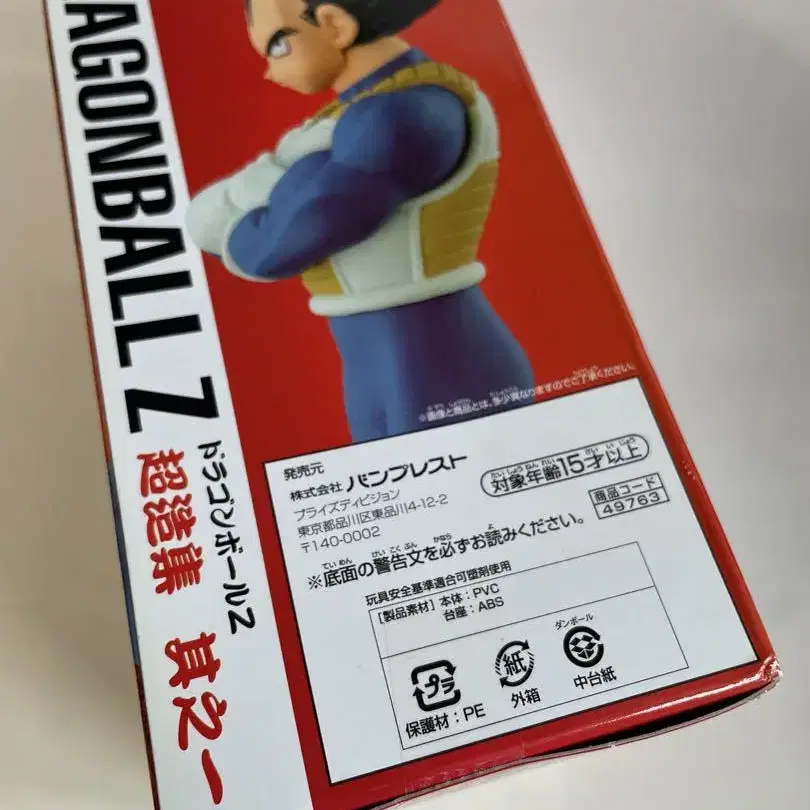 AGONBALL Z
ドラゴンボールZ
超造集 其之一
※画像と商品とは、多少異なりますのでご了承ください。
発売元
株式会社 バンプレスト
プライズディビジョン
東京都品川区東品川4-12-2
〒140-0002
対象年齢15才以上
商品コード
49763
※底面の警告文を必ずお読みください。
玩具安全基準適合可塑剤使用
[製品素材] 本体:PVC
台座:ABS
プラ
紙
ダンボール
保護材:PE
外箱
中台紙